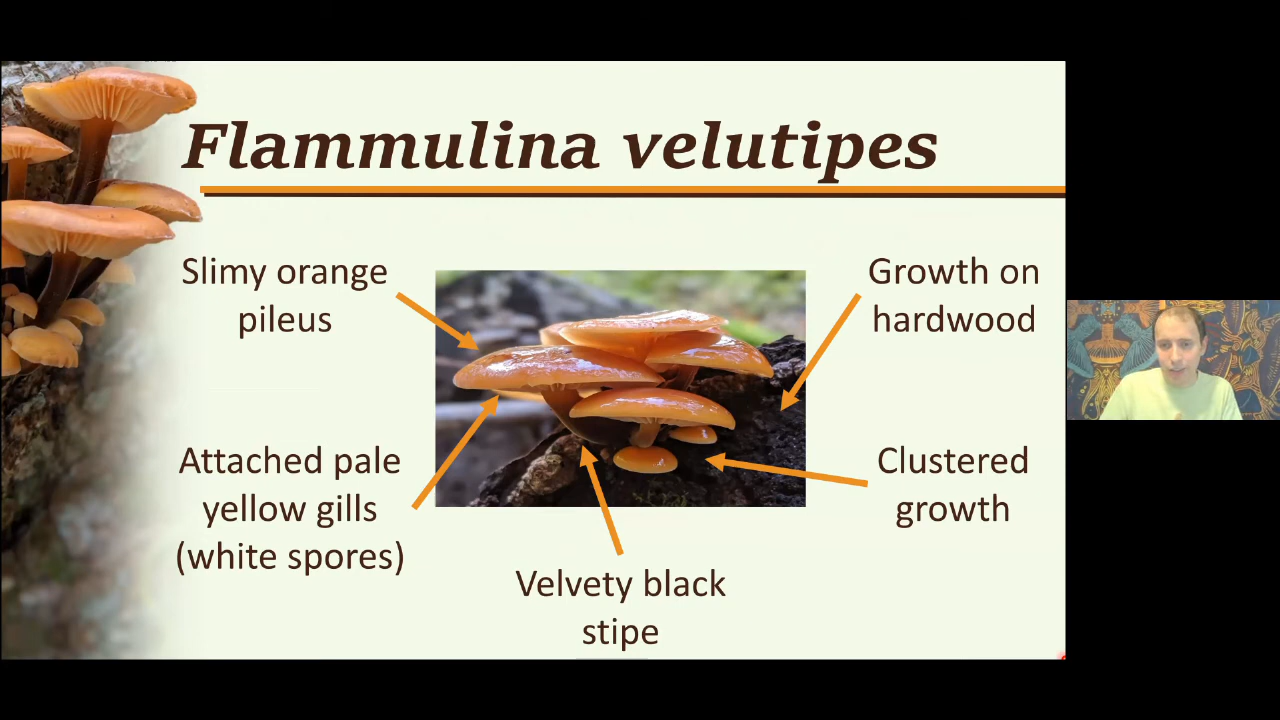 Flammulina velutipes
Slimy orange
pileus
Growth on
hardwood
Attached pale
yellow gills
(white spores)
Clustered
growth
Velvety black
stipe